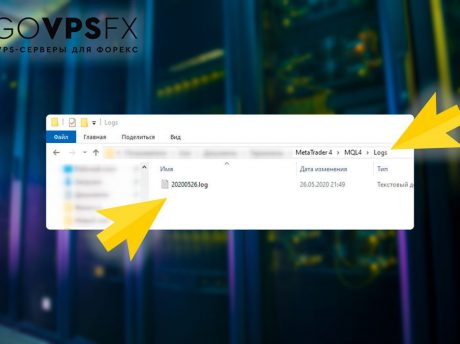 GOVPSFX
VPS-СЕРВЕРЫ ДЛЯ ФОРЕКС
Logs
Файл Главная Поделиться Вид
MetaTrader 4 > MQL4 > Logs
Имя Дата изменения Тип
20200526.log 26.05.2020 21:49 Текстовый до